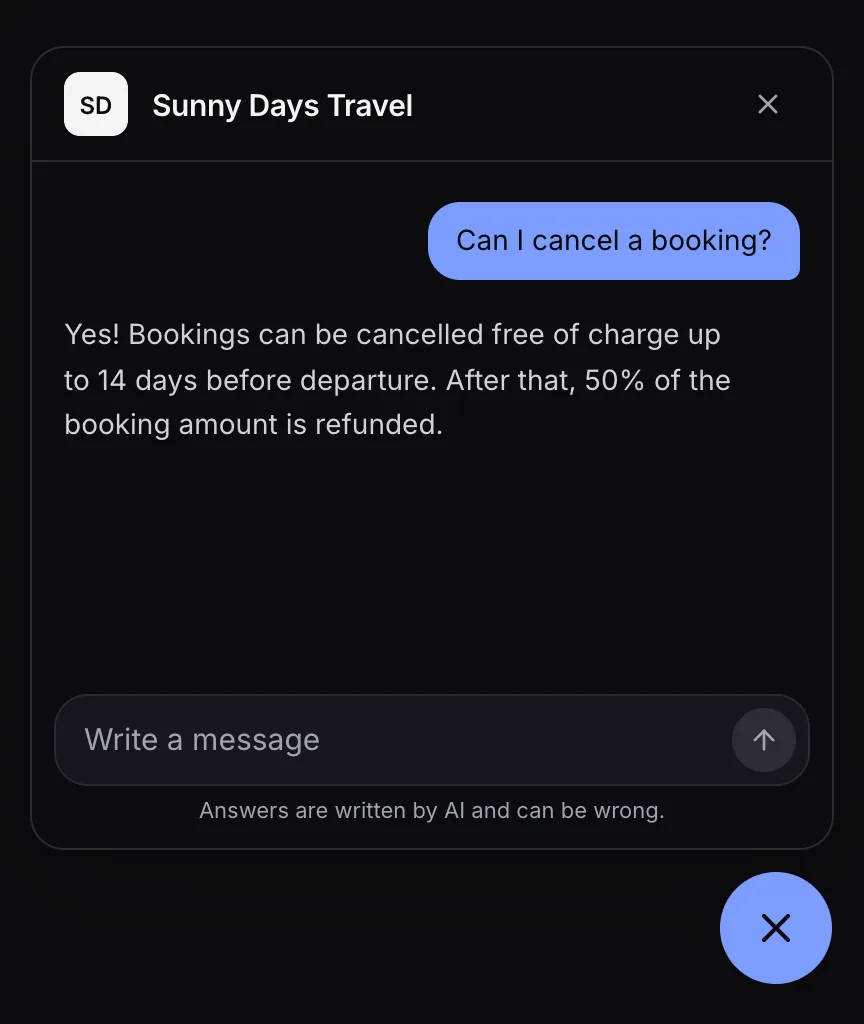 SD
Sunny Days Travel
Can I cancel a booking?
Yes! Bookings can be cancelled free of charge up
to 14 days before departure. After that, 50% of the
booking amount is refunded.
Write a message
Answers are written by AI and can be wrong.